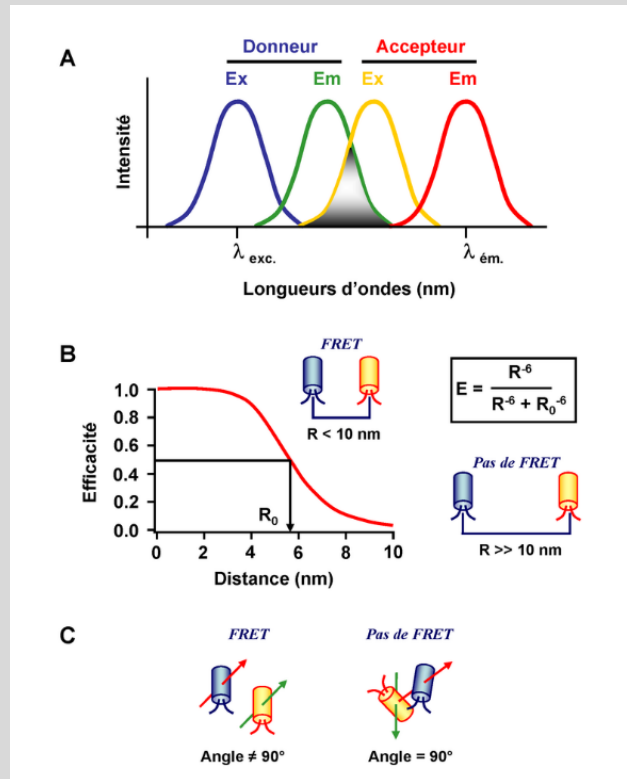 A
Donneur
Accepteur
Ex
Em
Ex
Em
Intensité
λ exc.
λ ém.
Longueurs d'ondes (nm)
B
FRET
R < 10 nm
E = R⁻⁶ / R⁻⁶ + R₀⁻⁶
Pas de FRET
R >> 10 nm
Efficacité
1.0
0.8
0.6
0.4
0.2
0.0
R₀
0
2
4
6
8
10
Distance (nm)
C
FRET
Pas de FRET
Angle ≠ 90°
Angle = 90°